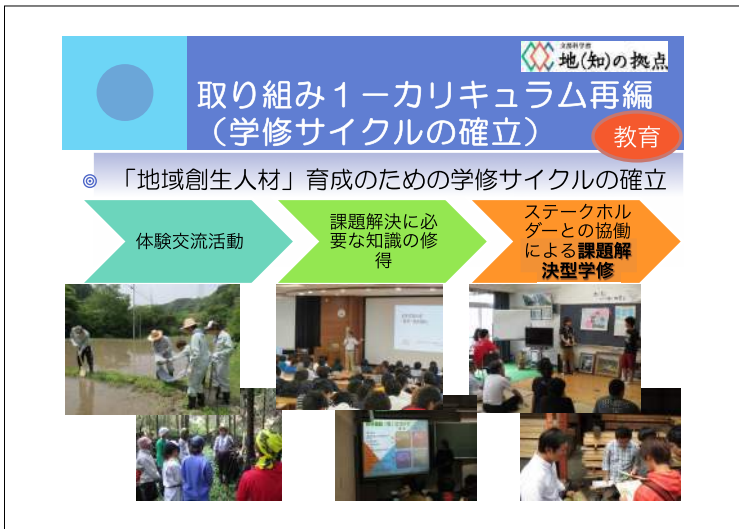 文部科学省
地(知)の拠点
取り組み１－カリキュラム再編
（学修サイクルの確立）
教育
「地域創生人材」育成のための学修サイクルの確立
体験交流活動
課題解決に必
要な知識の修
得
ステークホル
ダーとの協働
による課題解
決型学修